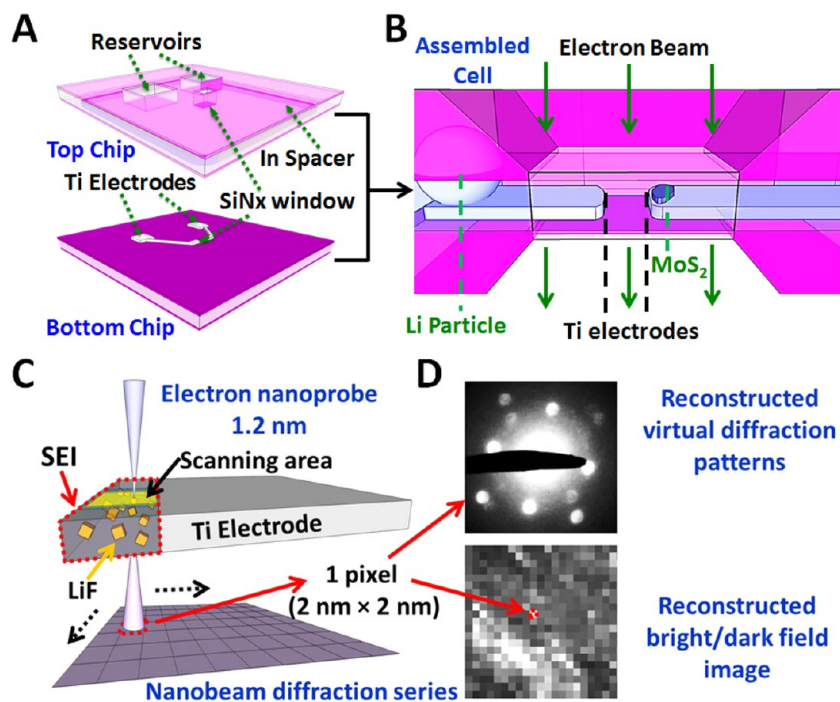 A
Reservoirs
Top Chip
In Spacer
Ti Electrodes
SiNx window
Bottom Chip
B
Assembled
Cell
Electron Beam
MoS2
Li Particle
Ti electrodes
C
Electron nanoprobe
1.2 nm
SEI
Scanning area
Ti Electrode
LiF
1 pixel
(2 nm × 2 nm)
Nanobeam diffraction series
D
Reconstructed
virtual diffraction
patterns
Reconstructed
bright/dark field
image